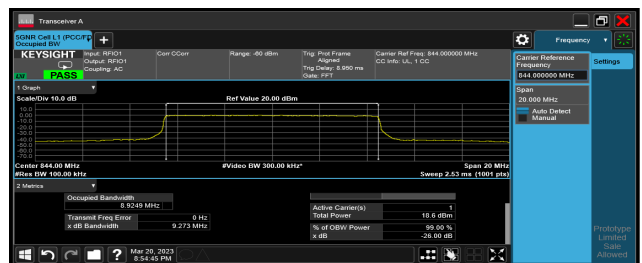 Transceiver A
5GNR Cell L1 (PCC/F
Occupied BW
Frequency
KEYSIGHT
Input: RFIO1
Output: RFIO1
Coupling: AC
Corr CCorr
Range: -60 dBm
Trig: Prot Frame
Aligned
Trig Delay: 8.950 ms
Gate: FFT
Carrier Ref Freq: 844.000000 MHz
CC Info: UL, 1 CC
PASS
Carrier Reference
Frequency
844.000000 MHz
Settings
Span
20.000 MHz
Auto Detect
Manual
1 Graph
Scale/Div 10.0 dB
Ref Value 20.00 dBm
10.0
0.00
-10.0
-20.0
-30.0
-40.0
-50.0
-60.0
-70.0
Center 844.00 MHz
#Video BW 300.00 kHz*
Span 20 MHz
#Res BW 100.00 kHz
Sweep 2.53 ms (1001 pts)
2 Metrics
Occupied Bandwidth
8.9249 MHz
Transmit Freq Error 0 Hz
x dB Bandwidth 9.273 MHz
Active Carrier(s) 1
Total Power 18.6 dBm
% of OBW Power 99.00 %
x dB -26.00 dB
Prototype
Limited
Sale
Allowed
Mar 20, 2023
8:54:45 PM